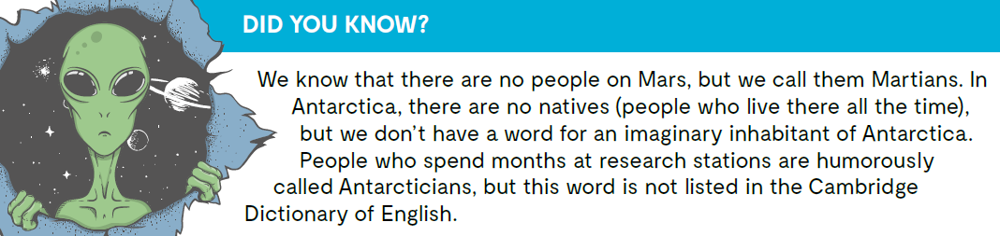 DID YOU KNOW?
We know that there are no people on Mars, but we call them Martians. In
Antarctica, there are no natives (people who live there all the time),
but we don't have a word for an imaginary inhabitant of Antarctica.
People who spend months at research stations are humorously
called Antarcticians, but this word is not listed in the Cambridge
Dictionary of English.